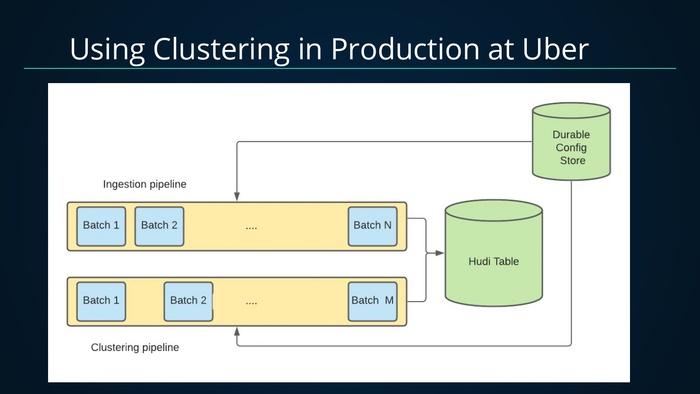 Using Clustering in Production at Uber
Durable
Config
Store
Ingestion pipeline
Batch 1
Batch 2
....
Batch N
Hudi Table
Batch 1
Batch 2
....
Batch M
Clustering pipeline